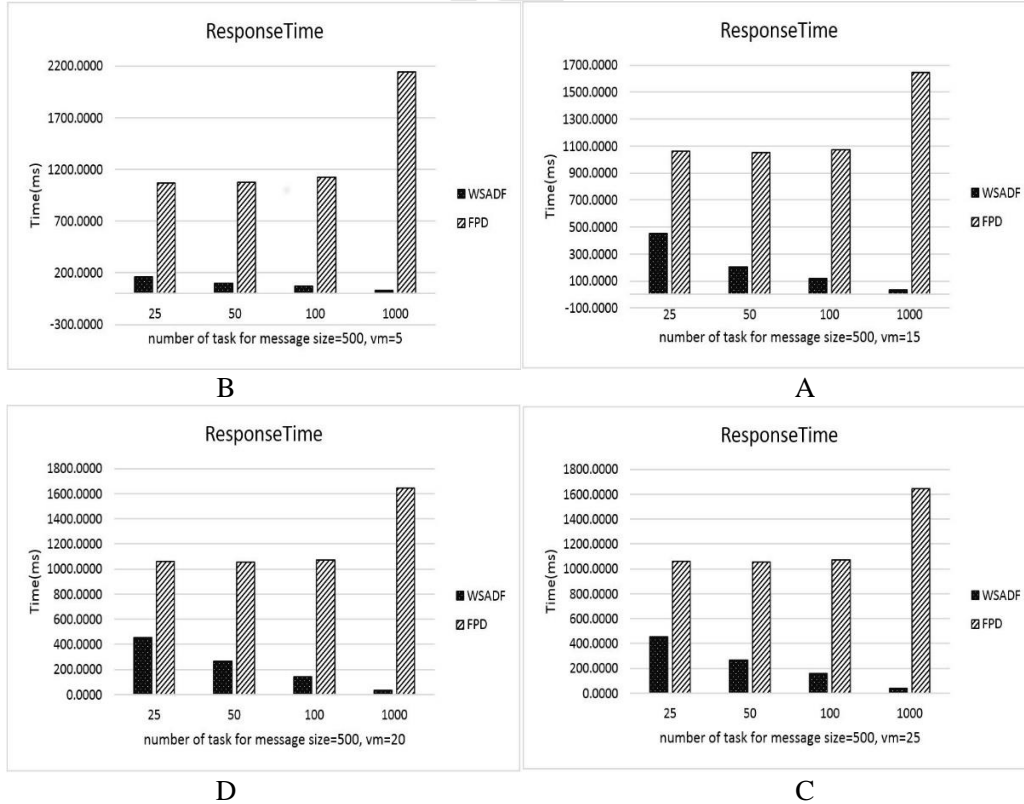 ResponseTime
2200.0000
1700.0000
1200.0000
700.0000
200.0000
-300.0000
Time(ms)
25 50 100 1000
number of task for message size=500, vm=5
WSADF
FPD
B
ResponseTime
1700.0000
1500.0000
1300.0000
1100.0000
900.0000
700.0000
500.0000
300.0000
100.0000
-100.0000
Time(ms)
25 50 100 1000
number of task for message size=500, vm=15
WSADF
FPD
A
ResponseTime
1800.0000
1600.0000
1400.0000
1200.0000
1000.0000
800.0000
600.0000
400.0000
200.0000
0.0000
Time(ms)
25 50 100 1000
number of task for message size=500, vm=20
WSADF
FPD
D
ResponseTime
1800.0000
1600.0000
1400.0000
1200.0000
1000.0000
800.0000
600.0000
400.0000
200.0000
0.0000
Time(ms)
25 50 100 1000
number of task for message size=500, vm=25
WSADF
FPD
C